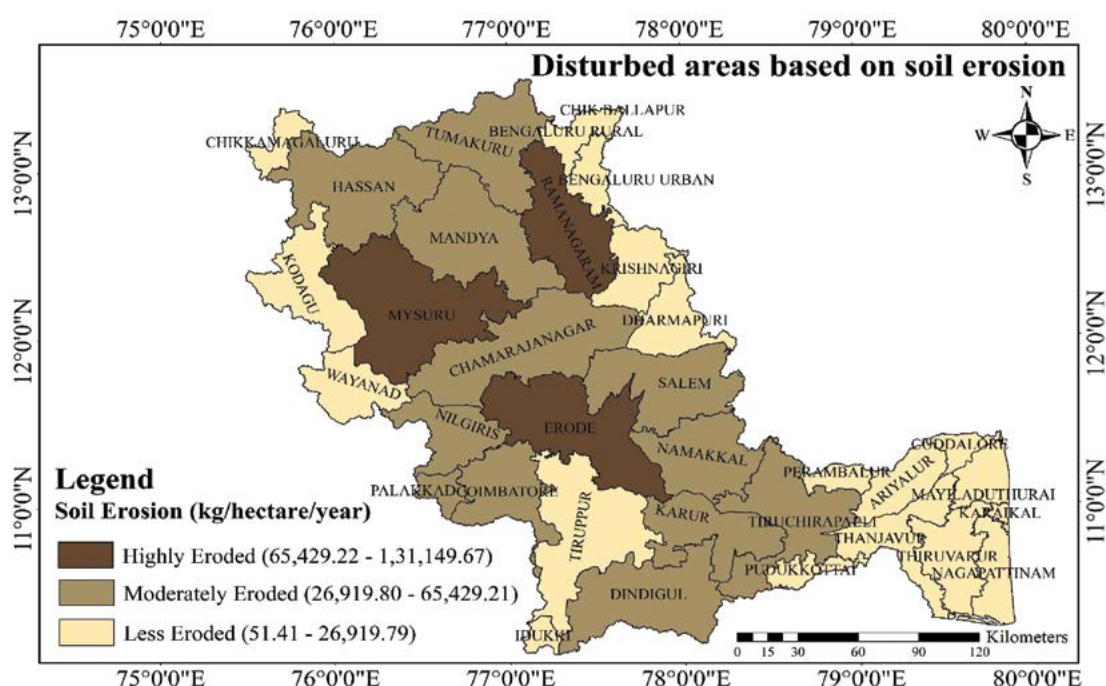 75°0'0"E 76°0'0"E 77°0'0"E 78°0'0"E 79°0'0"E 80°0'0"E
Disturbed areas based on soil erosion
N
W E
S
13°0'0"N
12°0'0"N
11°0'0"N
13°0'0"N
12°0'0"N
11°0'0"N
CHIK BALLAPUR
BENGALURU RURAL
TUMAKURU
CHIKKAMAGALURU
HASSAN
BENGALURU URBAN
RAMANAGARAM
MANDYA
KRISHNAGIRI
KODAGU
MYSURU
DHARMAPURI
CHAMARAJANAGAR
WAYANAD
SALEM
NILGIRIS
ERODE
NAMAKKAL
CUDDALORE
PERAMBALUR
ARIYALUR
PALAKKAD
COIMBATORE
MAYILADUTHURAI
KARAIKAL
KARUR
TIRUCHIRAPALLI
TIRUPPUR
THANJAVUR
THIRUVARUR
PUDUKKOTTAI
NAGAPATTINAM
DINDIGUL
IDUKKI
Legend
Soil Erosion (kg/hectare/year)
Highly Eroded (65,429.22 - 1,31,149.67)
Moderately Eroded (26,919.80 - 65,429.21)
Less Eroded (51.41 - 26,919.79)
Kilometers
0 15 30 60 90 120
75°0'0"E 76°0'0"E 77°0'0"E 78°0'0"E 79°0'0"E 80°0'0"E